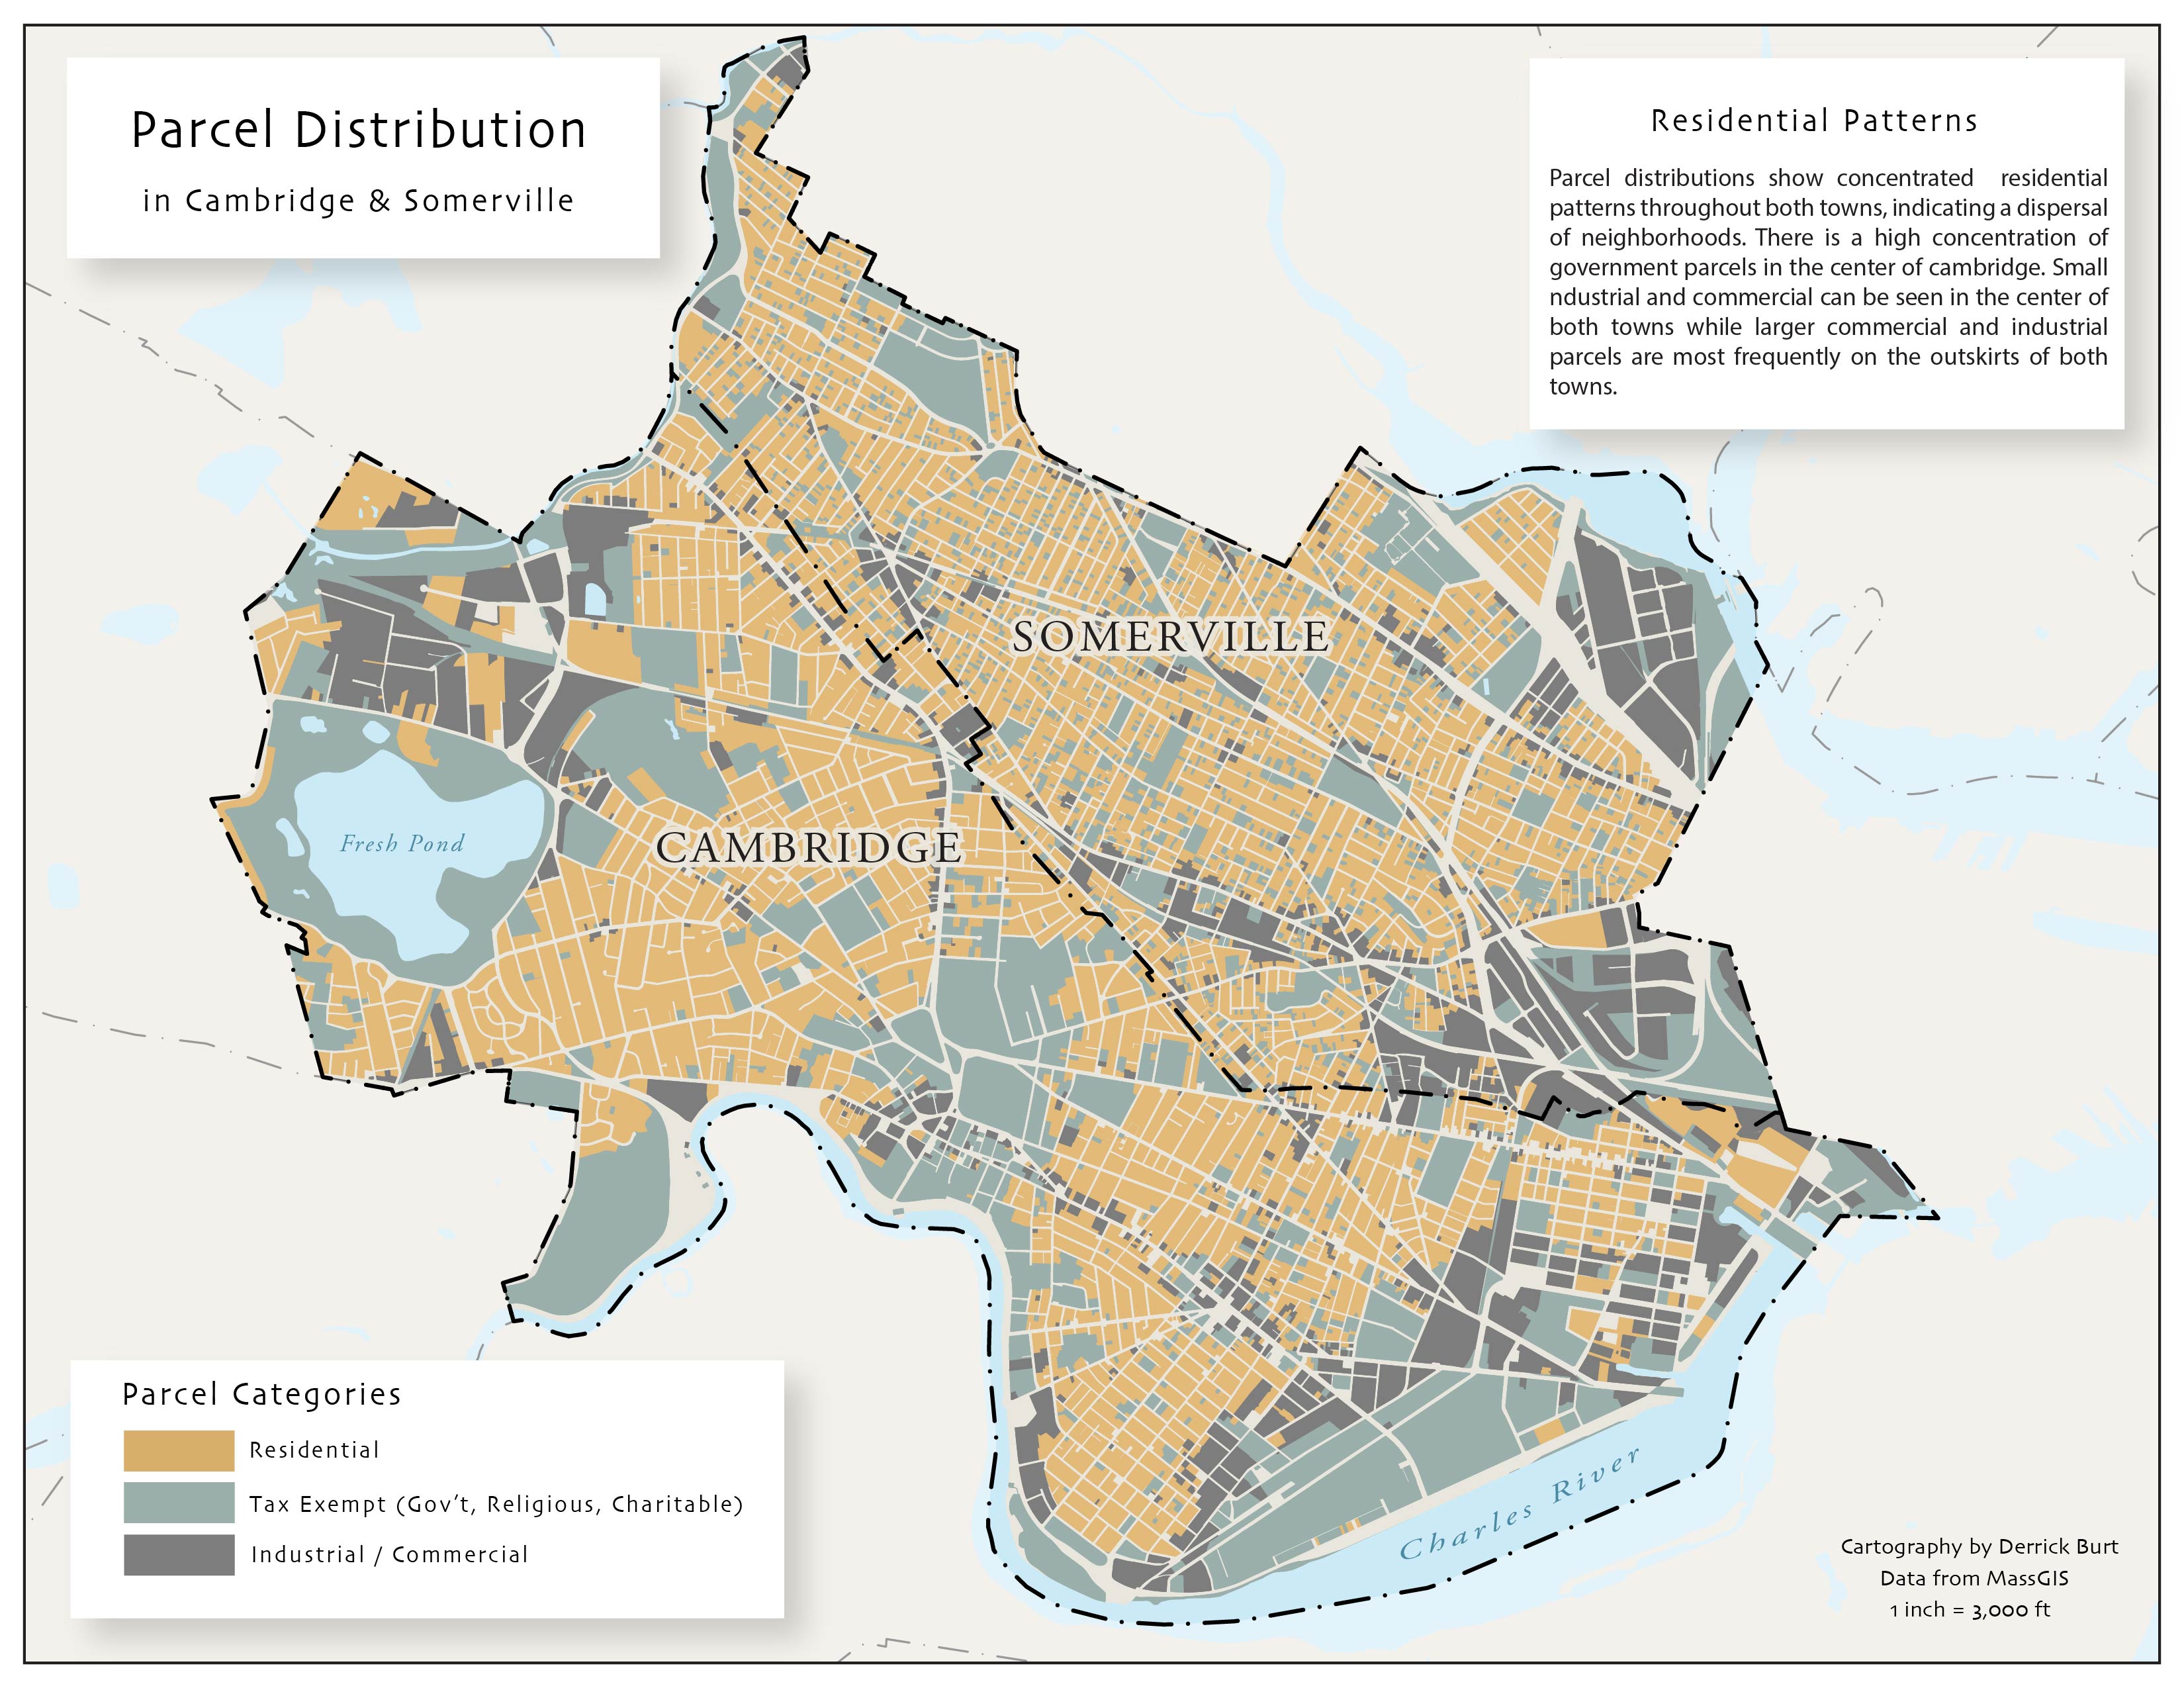 Parcel Distribution
in Cambridge & Somerville
Residential Patterns
Parcel distributions show concentrated residential
patterns throughout both towns, indicating a dispersal
of neighborhoods. There is a high concentration of
government parcels in the center of cambridge. Small
ndustrial and commercial can be seen in the center of
both towns while larger commercial and industrial
parcels are most frequently on the outskirts of both
towns.
SOMERVILLE
CAMBRIDGE
Fresh Pond
Charles River
Parcel Categories
Residential
Tax Exempt (Gov't, Religious, Charitable)
Industrial / Commercial
Cartography by Derrick Burt
Data from MassGIS
1 inch = 3,000 ft